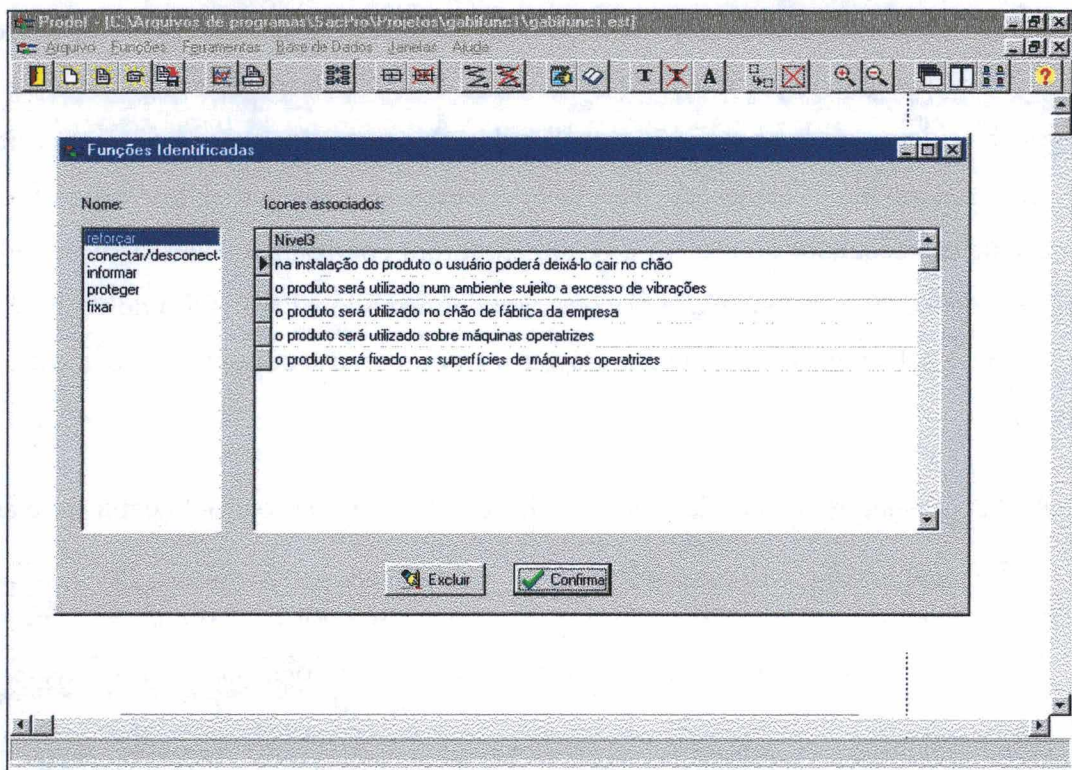 Prodel - [C:\Arquivos de programas\SacPro\Projetos\gabifunc1\gabifunc1.est]
Arquivo Funções Ferramentas Base de Dados Janelas Ajuda
T T A ?
Funções Identificadas
Nome: Ícones associados:
reforçar
conectar/desconect
informar
proteger
fixar
Nivel3
na instalação do produto o usuário poderá deixá-lo cair no chão
o produto será utilizado num ambiente sujeito a excesso de vibrações
o produto será utilizado no chão de fábrica da empresa
o produto será utilizado sobre máquinas operatrizes
o produto será fixado nas superfícies de máquinas operatrizes
Excluir Confirma